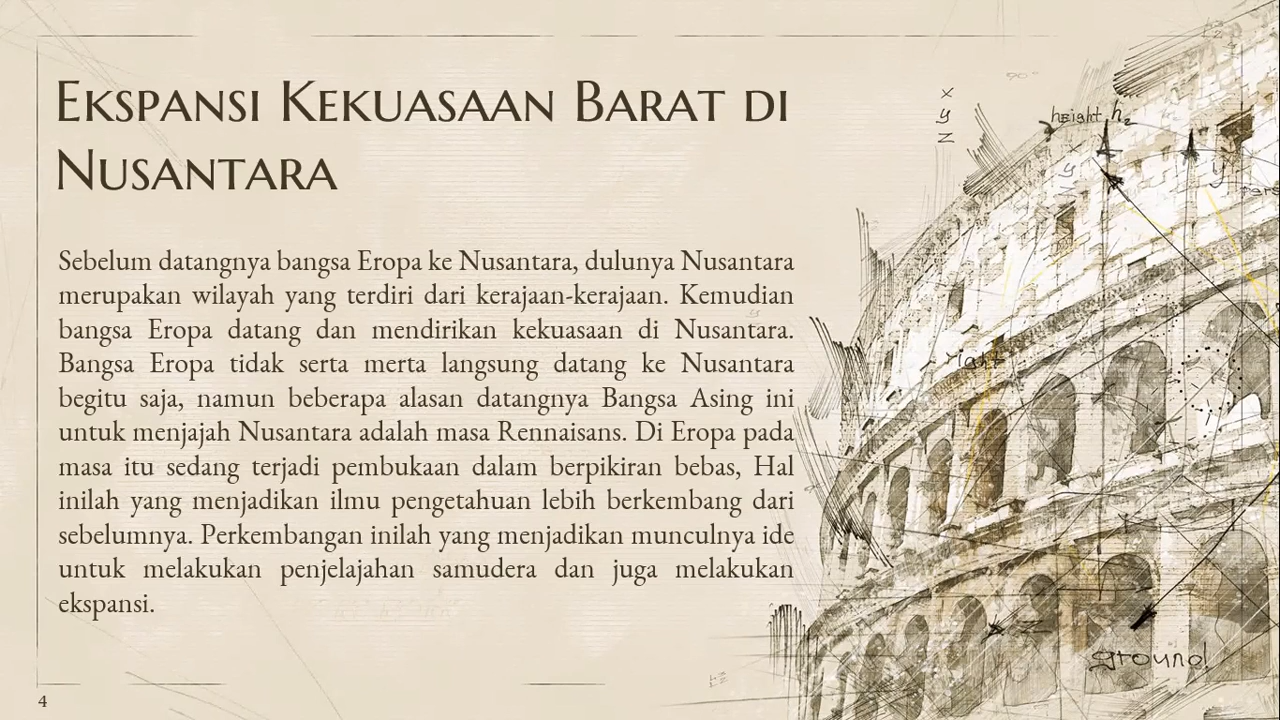 Ekspansi Kekuasaan Barat di
Nusantara
Sebelum datangnya bangsa Eropa ke Nusantara, dulunya Nusantara
merupakan wilayah yang terdiri dari kerajaan-kerajaan. Kemudian
bangsa Eropa datang dan mendirikan kekuasaan di Nusantara.
Bangsa Eropa tidak serta merta langsung datang ke Nusantara
begitu saja, namun beberapa alasan datangnya Bangsa Asing ini
untuk menjajah Nusantara adalah masa Rennaisans. Di Eropa pada
masa itu sedang terjadi pembukaan dalam berpikiran bebas, Hal
inilah yang menjadikan ilmu pengetahuan lebih berkembang dari
sebelumnya. Perkembangan inilah yang menjadikan munculnya ide
untuk melakukan penjelajahan samudera dan juga melakukan
ekspansi.
4
x
y
z
90°
height h₂
y
y
right
ground